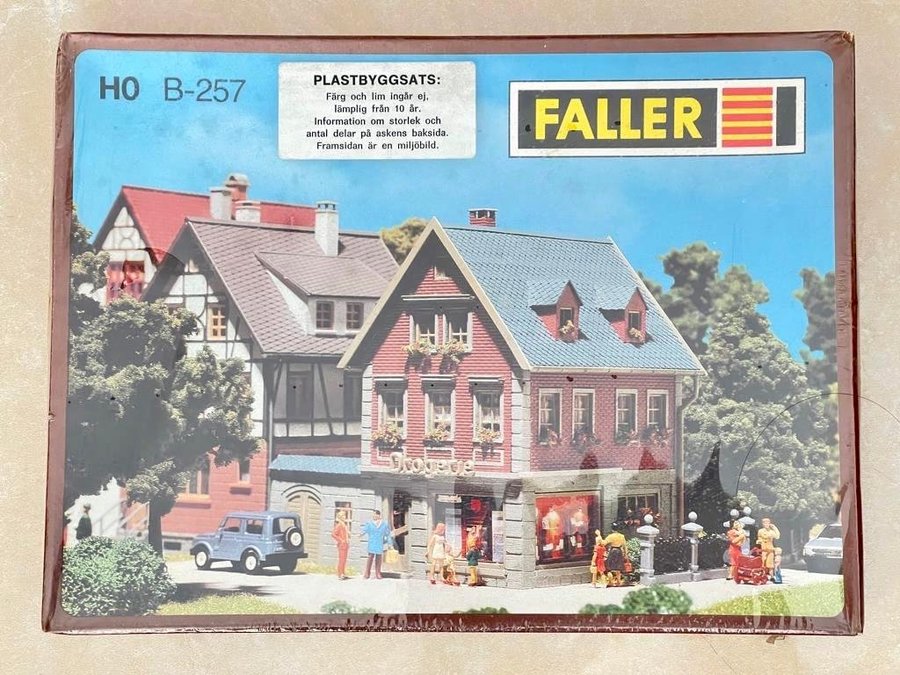 H0 B-257
PLASTBYGGSATS:
Färg och lim ingår ej,
lämplig från 10 år.
Information om storlek och
antal delar på askens baksida.
Framsidan är en miljöbild.
FALLER
Drogerie